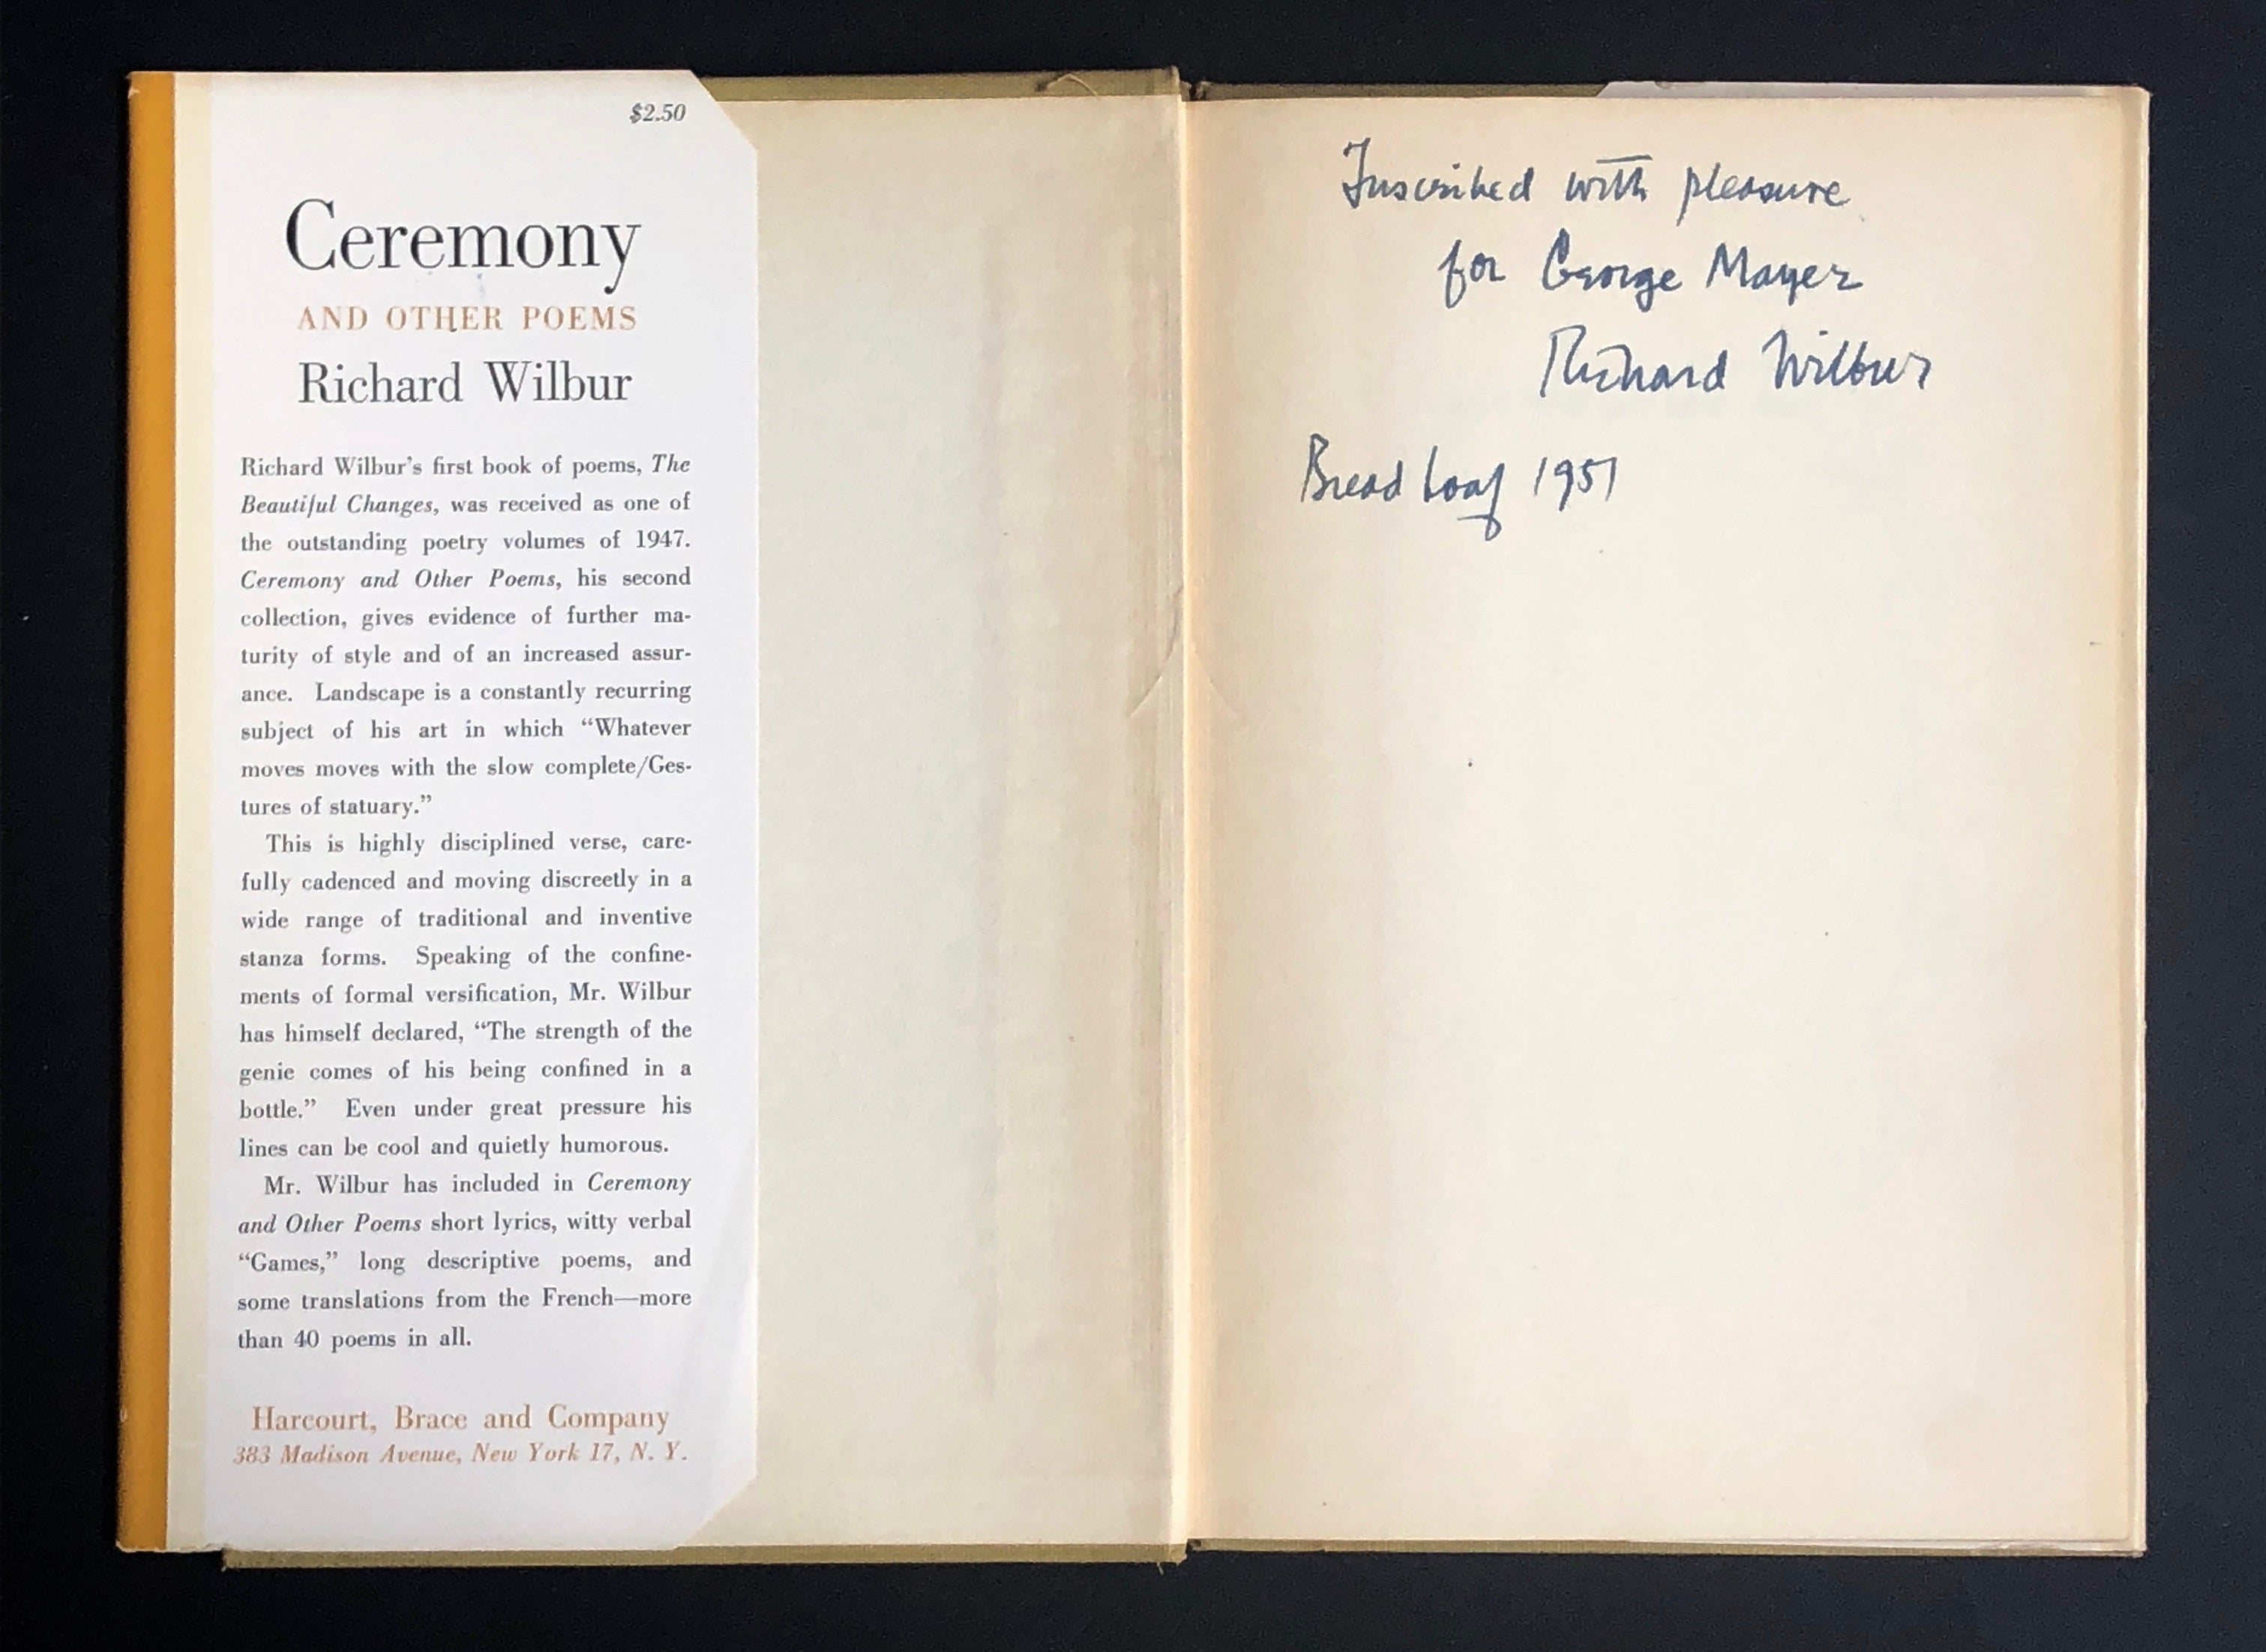 $2.50
Ceremony
AND OTHER POEMS
Richard Wilbur
Richard Wilbur's first book of poems, The
Beautiful Changes, was received as one of
the outstanding poetry volumes of 1947.
Ceremony and Other Poems, his second
collection, gives evidence of further ma-
turity of style and of an increased assur-
ance. Landscape is a constantly recurring
subject of his art in which “Whatever
moves moves with the slow complete/Ges-
tures of statuary.”
This is highly disciplined verse, care-
fully cadenced and moving discreetly in a
wide range of traditional and inventive
stanza forms. Speaking of the confine-
ments of formal versification, Mr. Wilbur
has himself declared, “The strength of the
genie comes of his being confined in a
bottle.” Even under great pressure his
lines can be cool and quietly humorous.
Mr. Wilbur has included in Ceremony
and Other Poems short lyrics, witty verbal
“Games,” long descriptive poems, and
some translations from the French—more
than 40 poems in all.
Harcourt, Brace and Company
383 Madison Avenue, New York 17, N. Y.
Inscribed with pleasure
for George Mayer
Richard Wilbur
Bread Loaf 1951